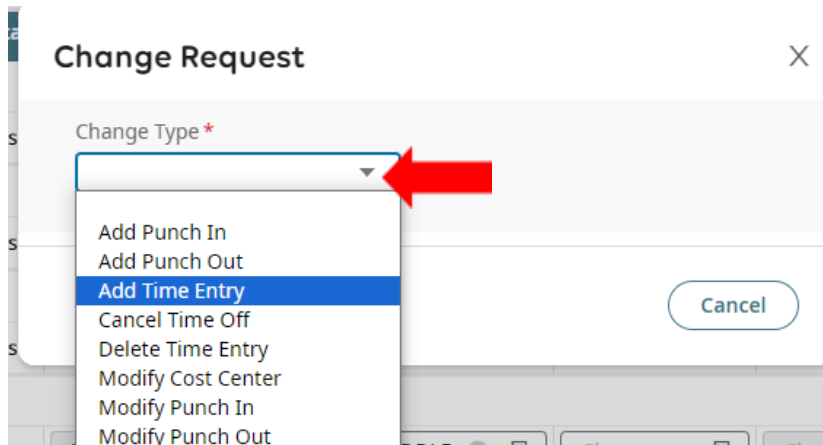 Change Request
X
Change Type *
Add Punch In
Add Punch Out
Add Time Entry
Cancel Time Off
Cancel
Delete Time Entry
Modify Cost Center
Modify Punch In
Modify Punch Out